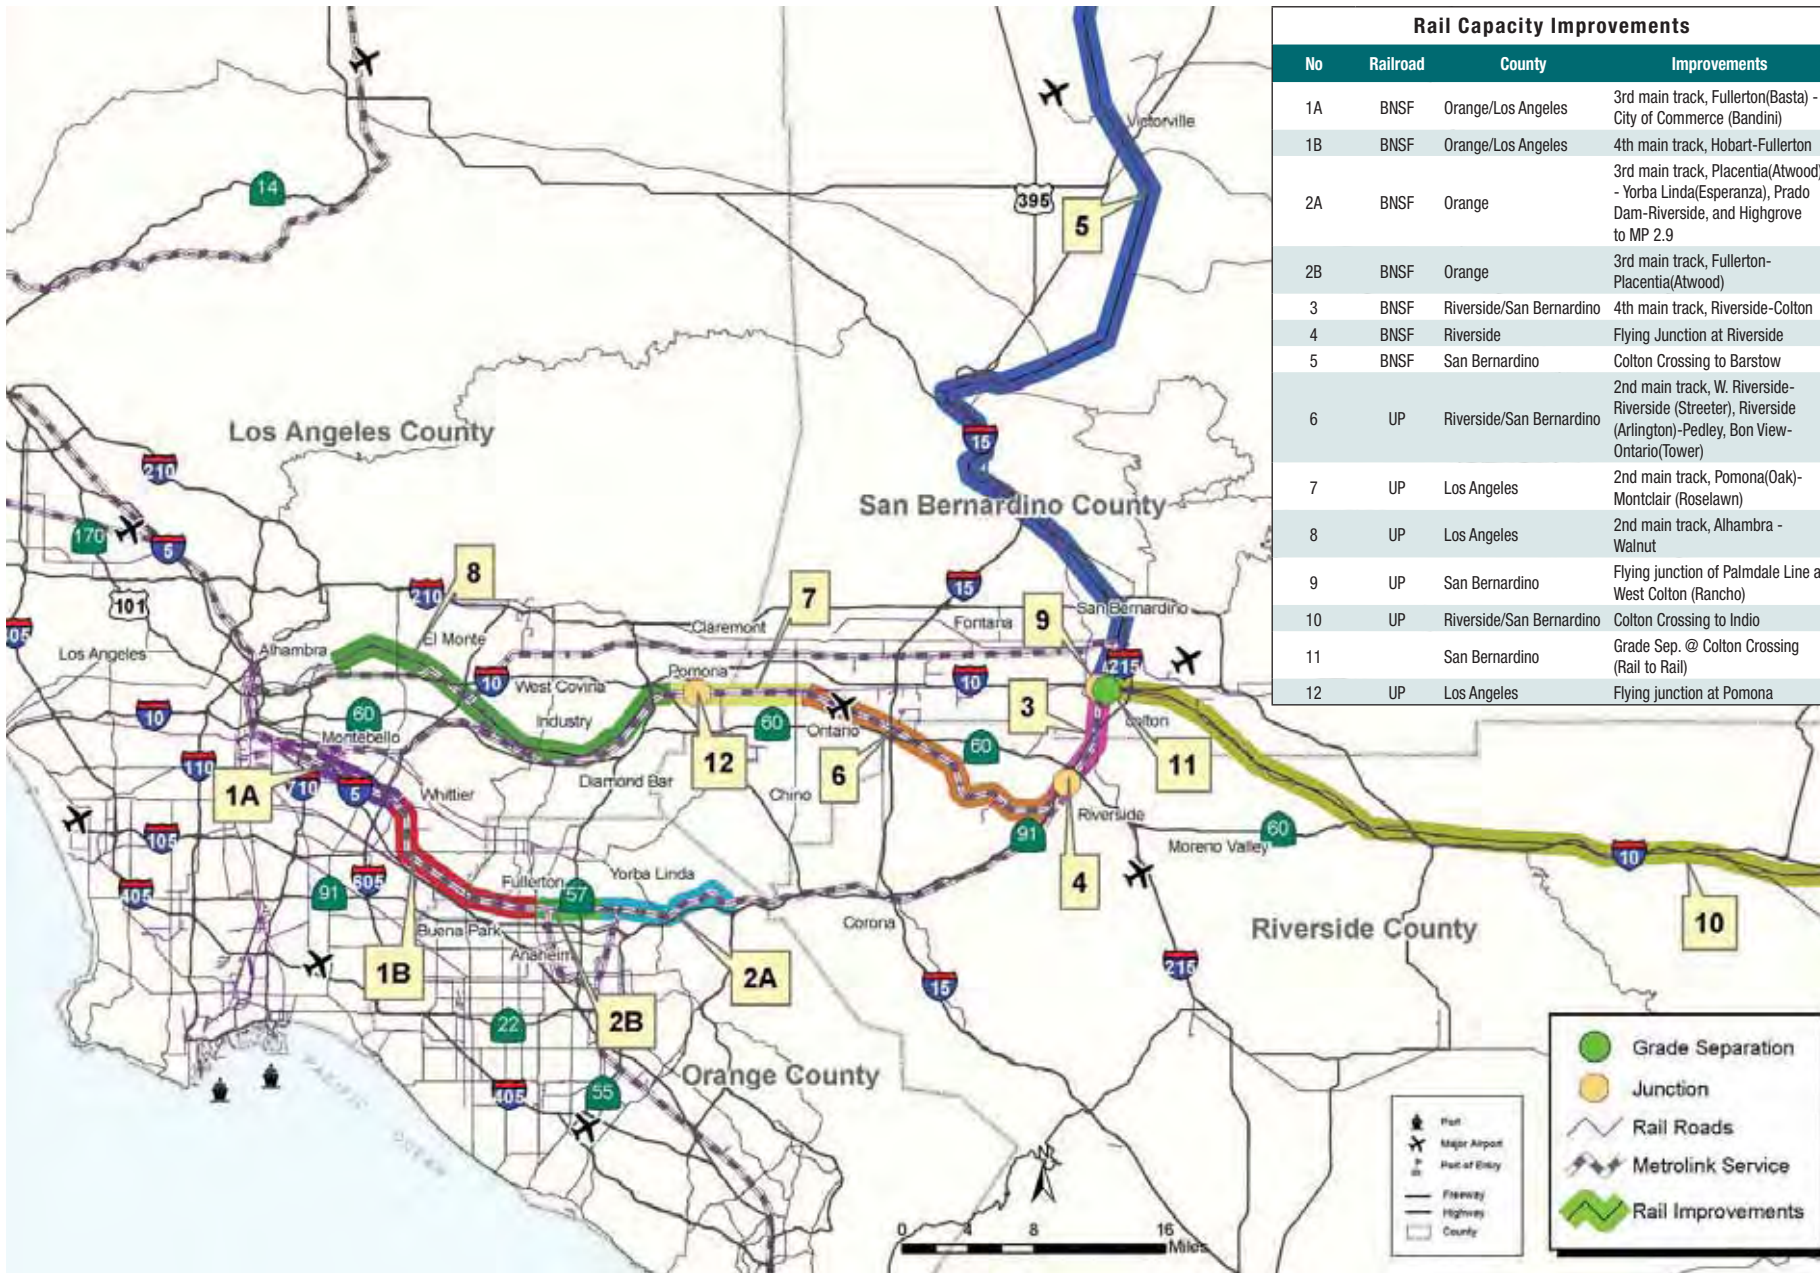 Rail Capacity Improvements
No Railroad County Improvements
1A BNSF Orange/Los Angeles 3rd main track, Fullerton(Basta) -
City of Commerce (Bandini)
1B BNSF Orange/Los Angeles 4th main track, Hobart-Fullerton
2A BNSF Orange 3rd main track, Placentia(Atwood)
- Yorba Linda(Esperanza), Prado
Dam-Riverside, and Highgrove
to MP 2.9
2B BNSF Orange 3rd main track, Fullerton-
Placentia(Atwood)
3 BNSF Riverside/San Bernardino 4th main track, Riverside-Colton
4 BNSF Riverside Flying Junction at Riverside
5 BNSF San Bernardino Colton Crossing to Barstow
6 UP Riverside/San Bernardino 2nd main track, W. Riverside-
Riverside (Streeter), Riverside
(Arlington)-Pedley, Bon View-
Ontario(Tower)
7 UP Los Angeles 2nd main track, Pomona(Oak)-
Montclair (Roselawn)
8 UP Los Angeles 2nd main track, Alhambra -
Walnut
9 UP San Bernardino Flying junction of Palmdale Line a
West Colton (Rancho)
10 UP Riverside/San Bernardino Colton Crossing to Indio
11 San Bernardino Grade Sep. @ Colton Crossing
(Rail to Rail)
12 UP Los Angeles Flying junction at Pomona
Victorville
14
395
5
15
Los Angeles County
210
San Bernardino County
170
5
8
101
210
7
15
San Bernardino
405
El Monte
Claremont
Fontana
9
Los Angeles
Alhambra
10
West Covina
Pomona
10
215
10
60
Montebello
Industry
60
Ontario
3
Colton
60
110
1A
710
5
Whittier
Diamond Bar
12
Chino
6
11
Riverside
105
91
Moreno Valley
60
10
405
91
605
Fullerton
57
Yorba Linda
4
Buena Park
Anaheim
Corona
Riverside County
10
1B
2A
15
215
22
2B
Orange County
405
55
PACIFIC
OCEAN
Grade Separation
Junction
Rail Roads
Metrolink Service
Rail Improvements
Port
Major Airport
Port of Entry
Freeway
Highway
County
0 4 8 16
Miles